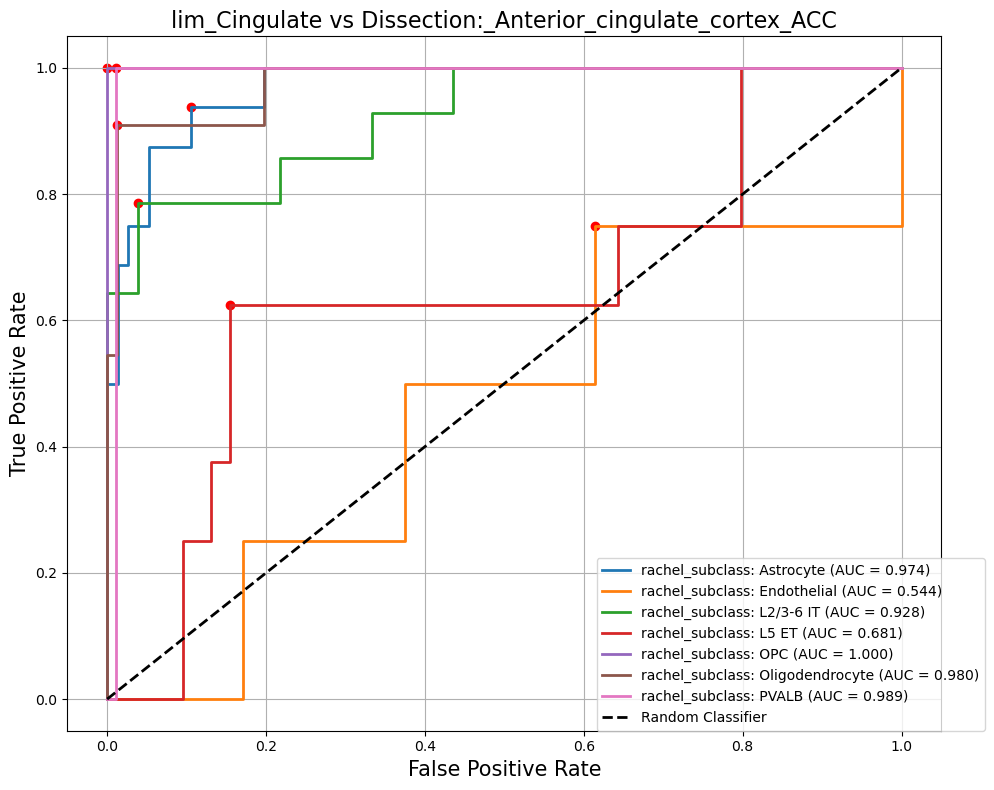 lim_Cingulate vs Dissection:_Anterior_cingulate_cortex_ACC
True Positive Rate
1.0
0.8
0.6
0.4
0.2
0.0
rachel_subclass: Astrocyte (AUC = 0.974)
rachel_subclass: Endothelial (AUC = 0.544)
rachel_subclass: L2/3-6 IT (AUC = 0.928)
rachel_subclass: L5 ET (AUC = 0.681)
rachel_subclass: OPC (AUC = 1.000)
rachel_subclass: Oligodendrocyte (AUC = 0.980)
rachel_subclass: PVALB (AUC = 0.989)
Random Classifier
0.0 0.2 0.4 0.6 0.8 1.0
False Positive Rate